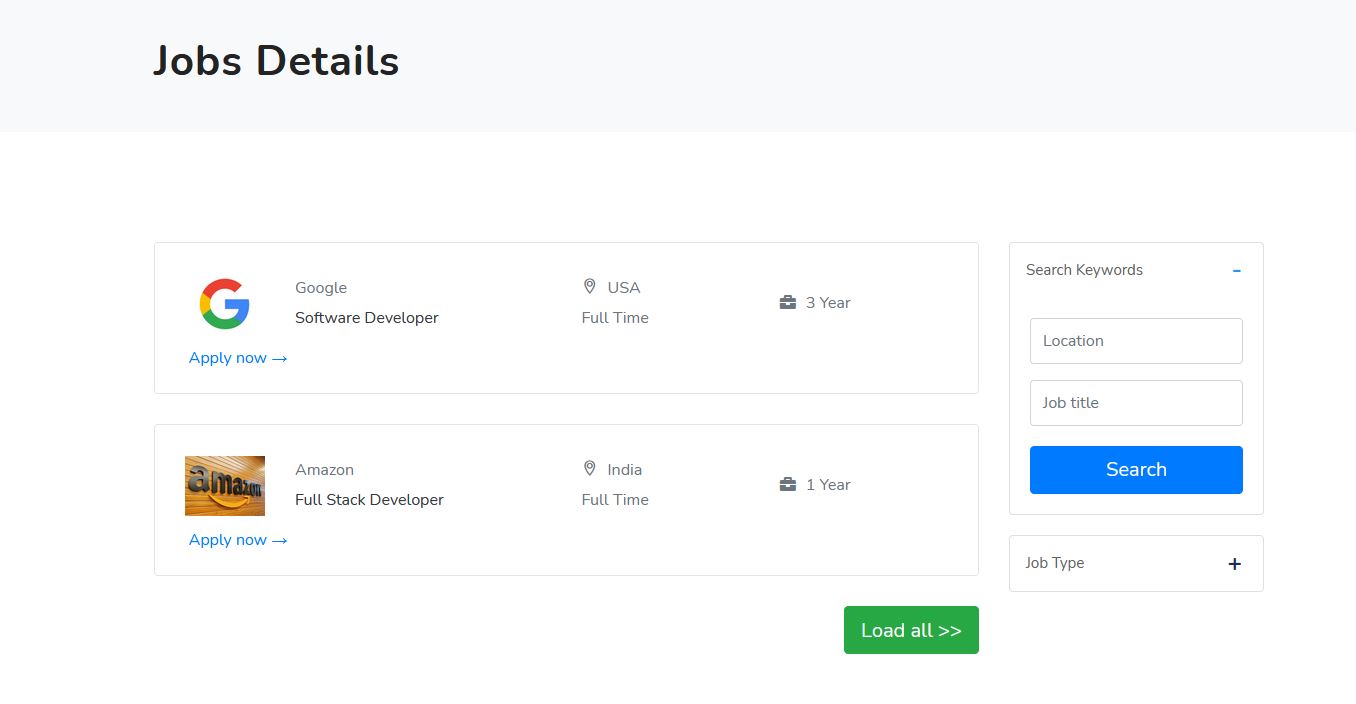 Jobs Details
Google
Software Developer
USA
Full Time
3 Year
Apply now →
amazon
Amazon
Full Stack Developer
India
Full Time
1 Year
Apply now →
Load all >>
Search Keywords -
Location
Job title
Search
Job Type +